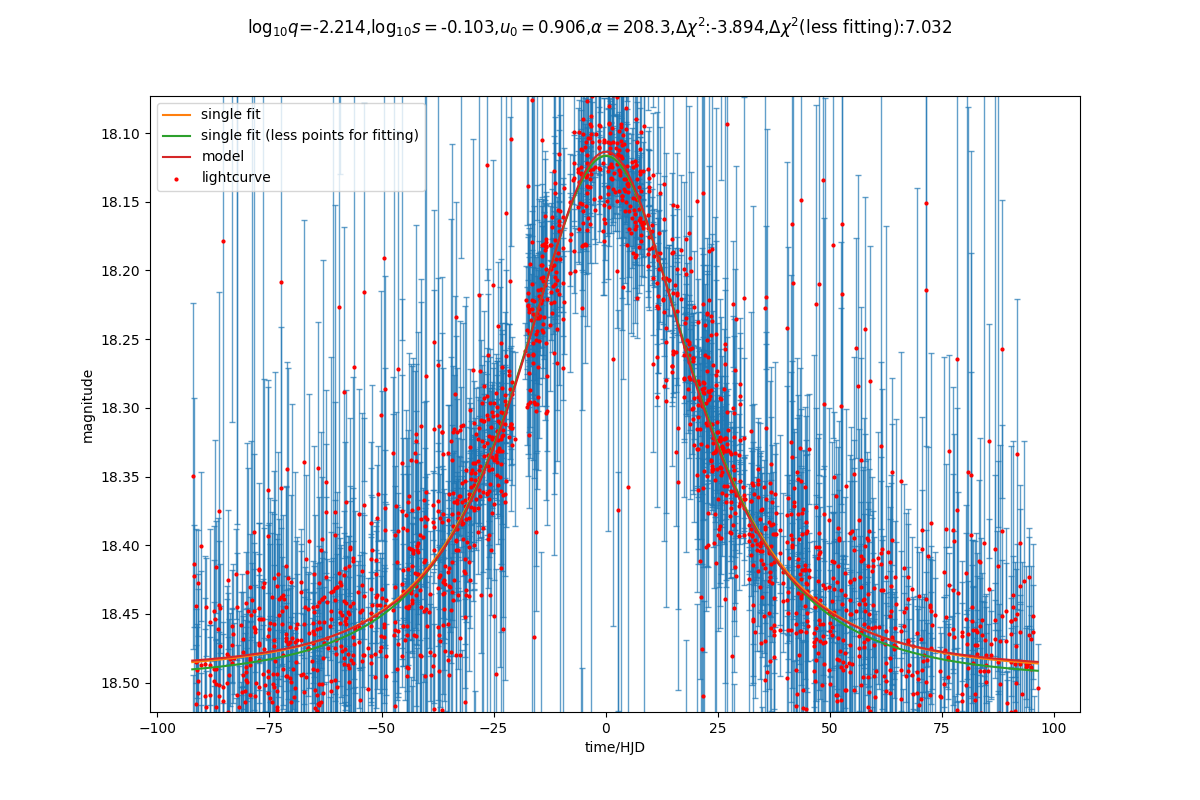 log₁₀q=-2.214,log₁₀s = -0.103,u₀ = 0.906,α = 208.3,Δχ²:-3.894,Δχ²(less fitting):7.032
single fit
single fit (less points for fitting)
model
lightcurve
18.10
18.15
18.20
18.25
18.30
18.35
18.40
18.45
18.50
magnitude
−100
−75
−50
−25
0
25
50
75
100
time/HJD